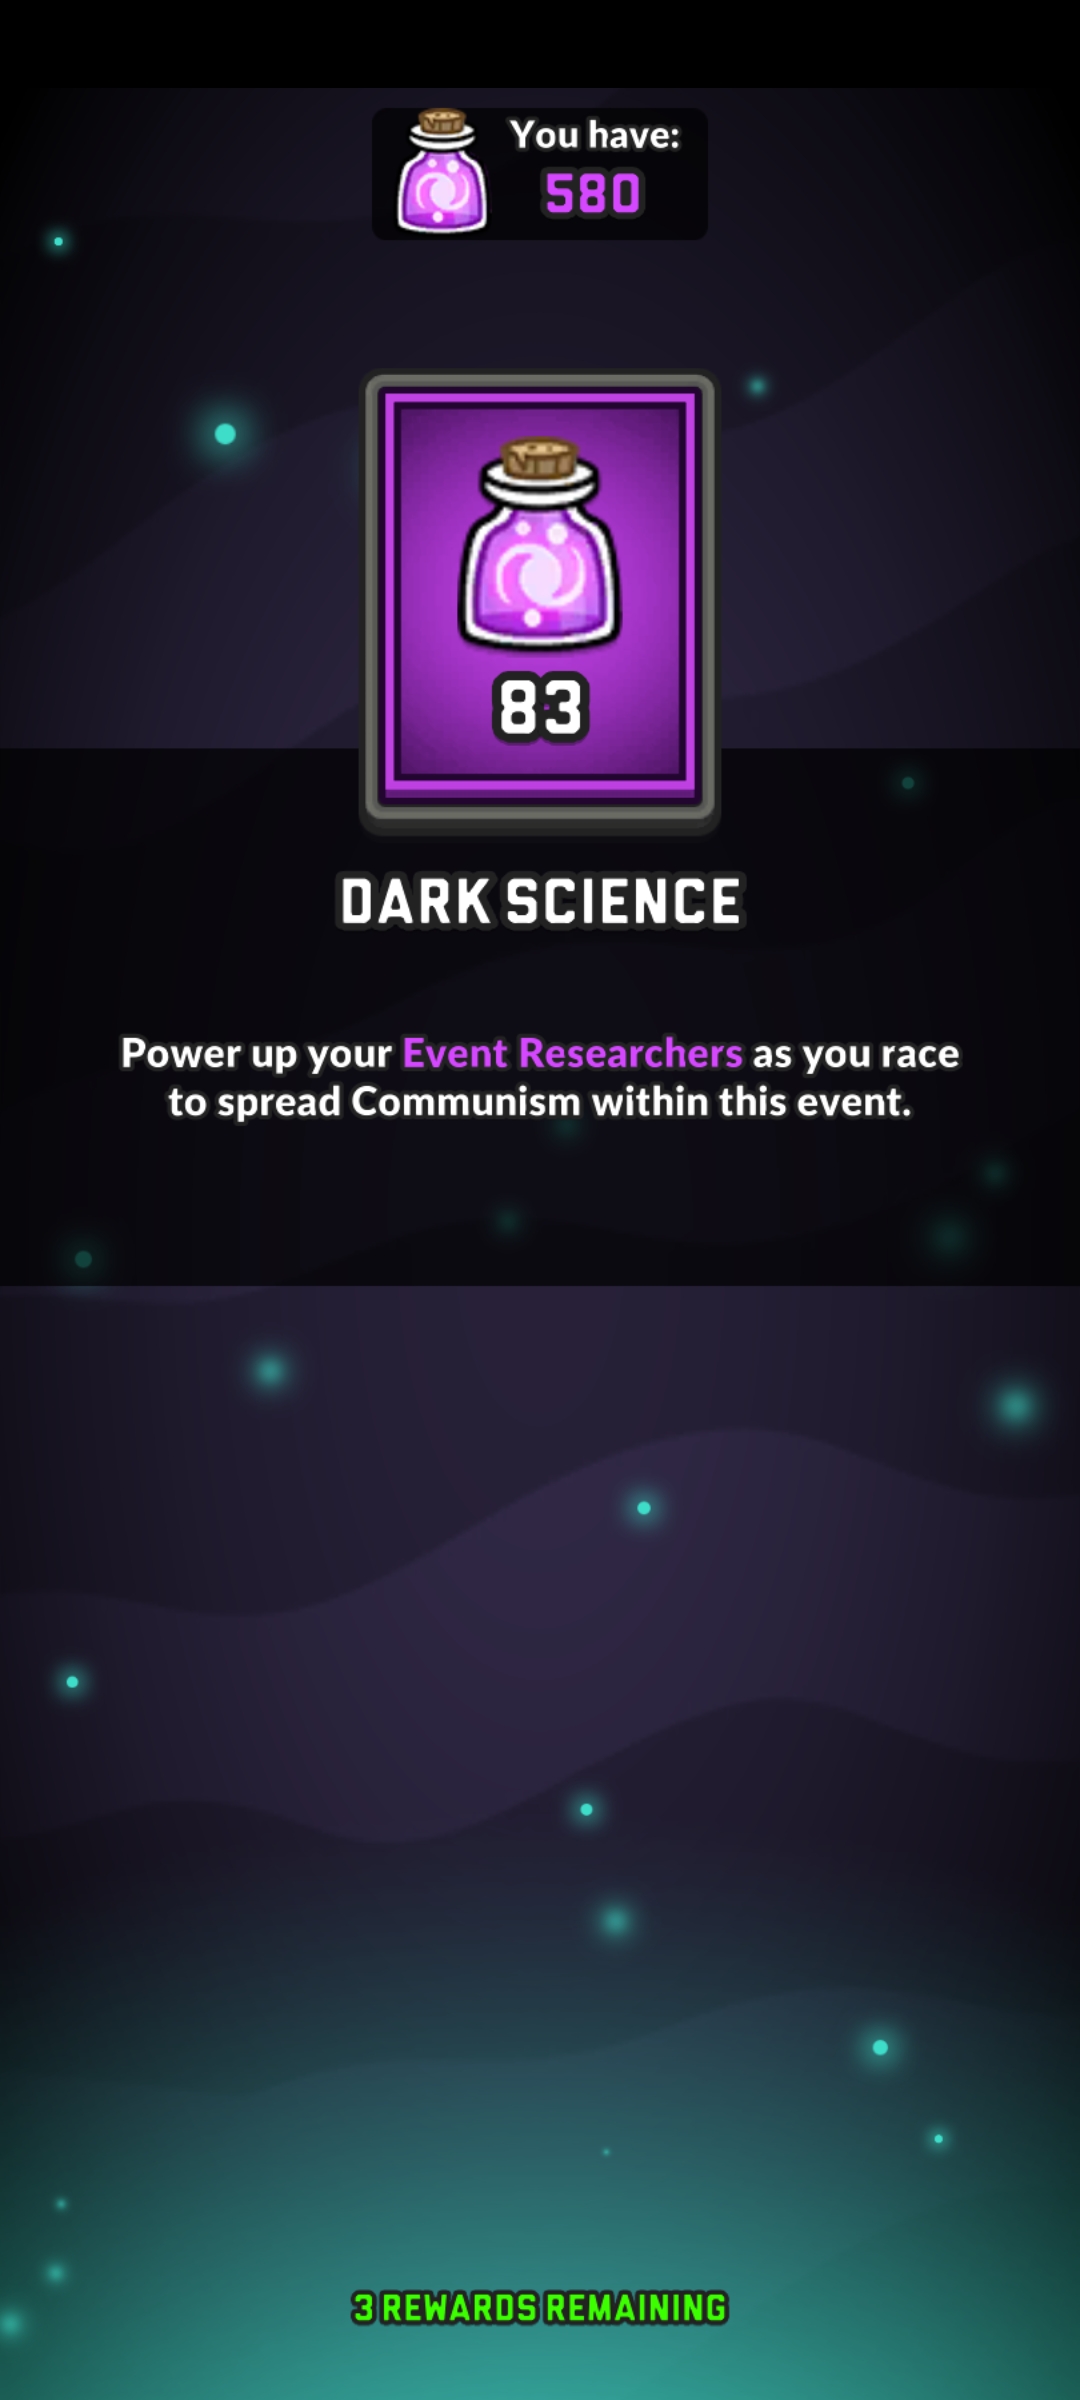 You have:
580
83
DARK SCIENCE
Power up your Event Researchers as you race
to spread Communism within this event.
3 REWARDS REMAINING